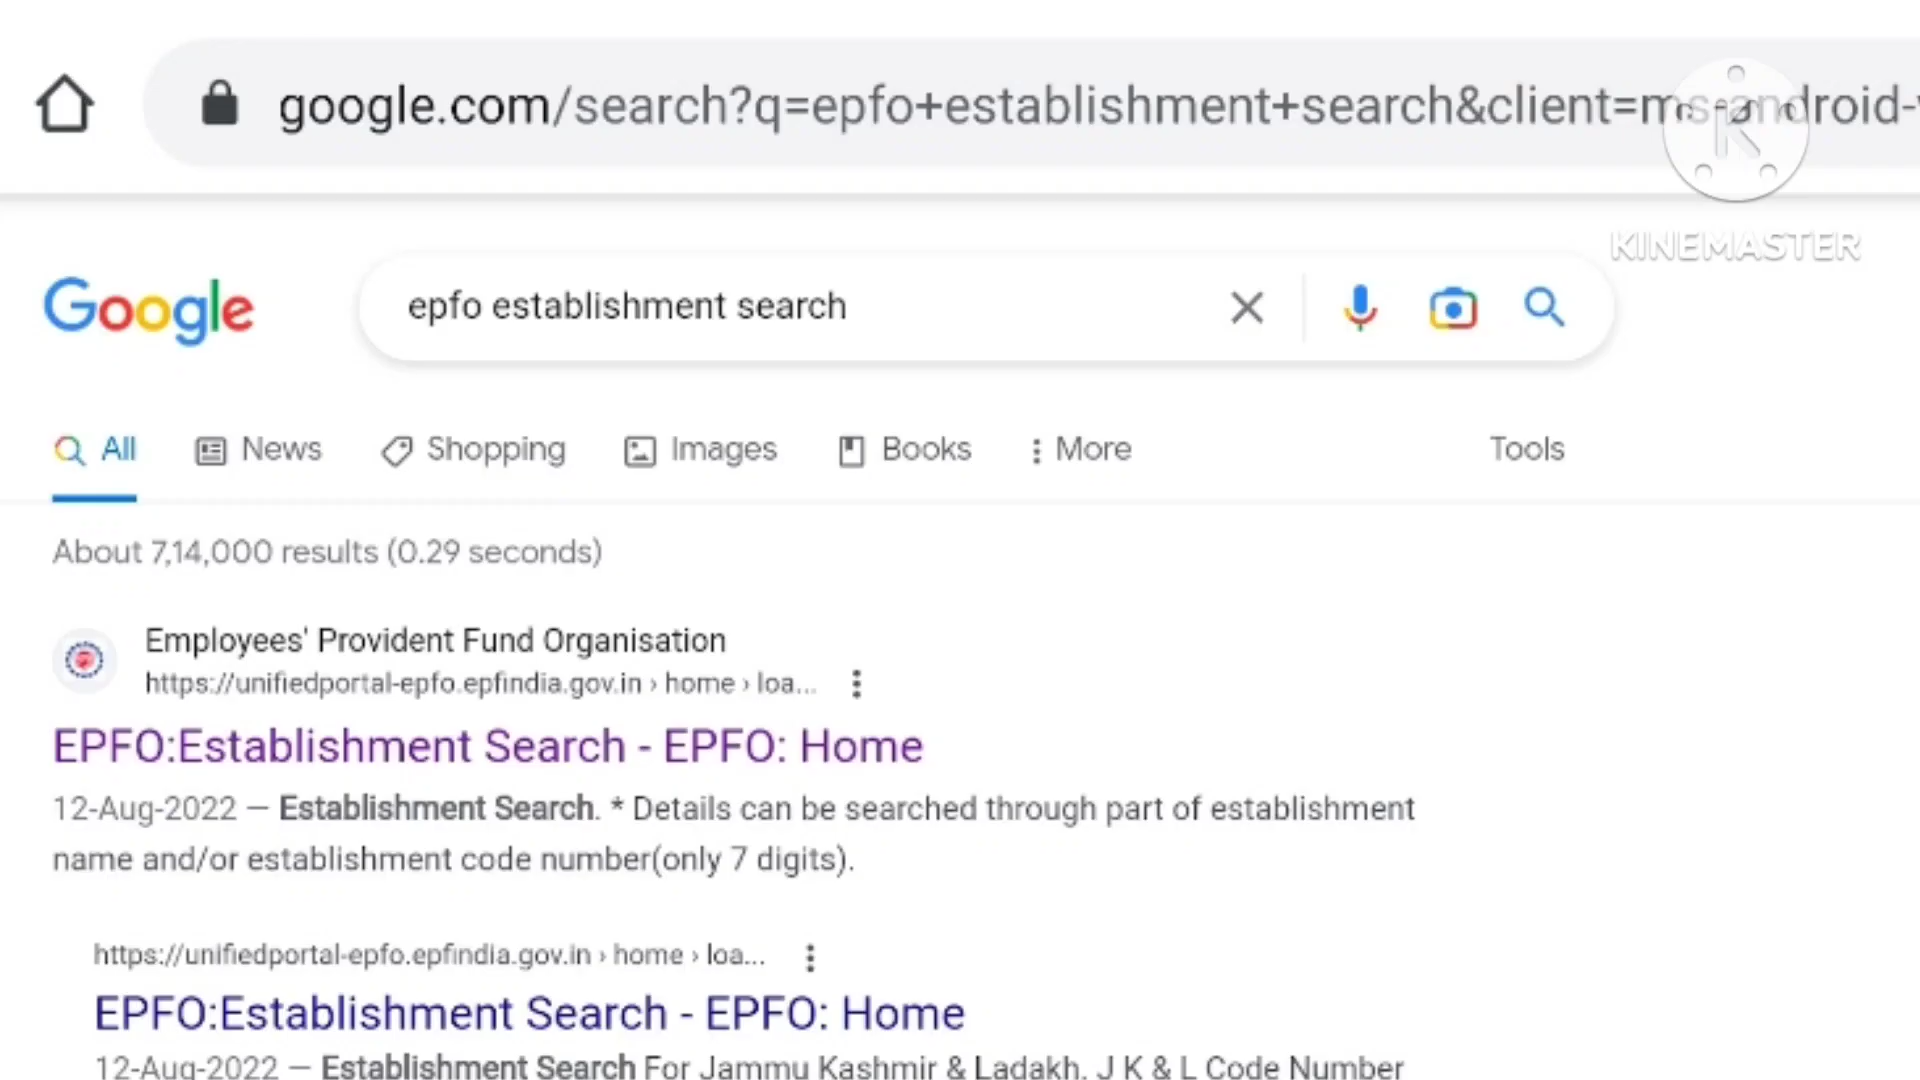 google.com/search?q=epfo+establishment+search&client=ms-android-
K
KINEMASTER
Google
epfo establishment search
All
News
Shopping
Images
Books
More
Tools
About 7,14,000 results (0.29 seconds)
Employees' Provident Fund Organisation
https://unifiedportal-epfo.epfindia.gov.in › home › loa...
EPFO:Establishment Search - EPFO: Home
12-Aug-2022 — Establishment Search. * Details can be searched through part of establishment
name and/or establishment code number(only 7 digits).
https://unifiedportal-epfo.epfindia.gov.in › home › loa...
EPFO:Establishment Search - EPFO: Home
12-Aug-2022 — Establishment Search For Jammu Kashmir & Ladakh. J K & L Code Number